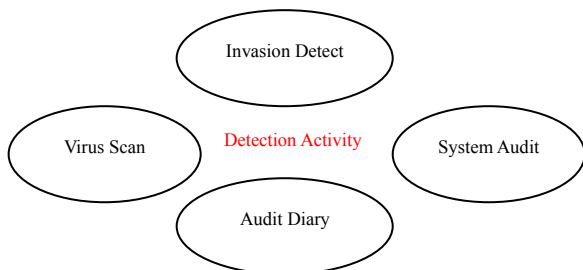 Invasion Detect
Virus Scan
Detection Activity
System Audit
Audit Diary